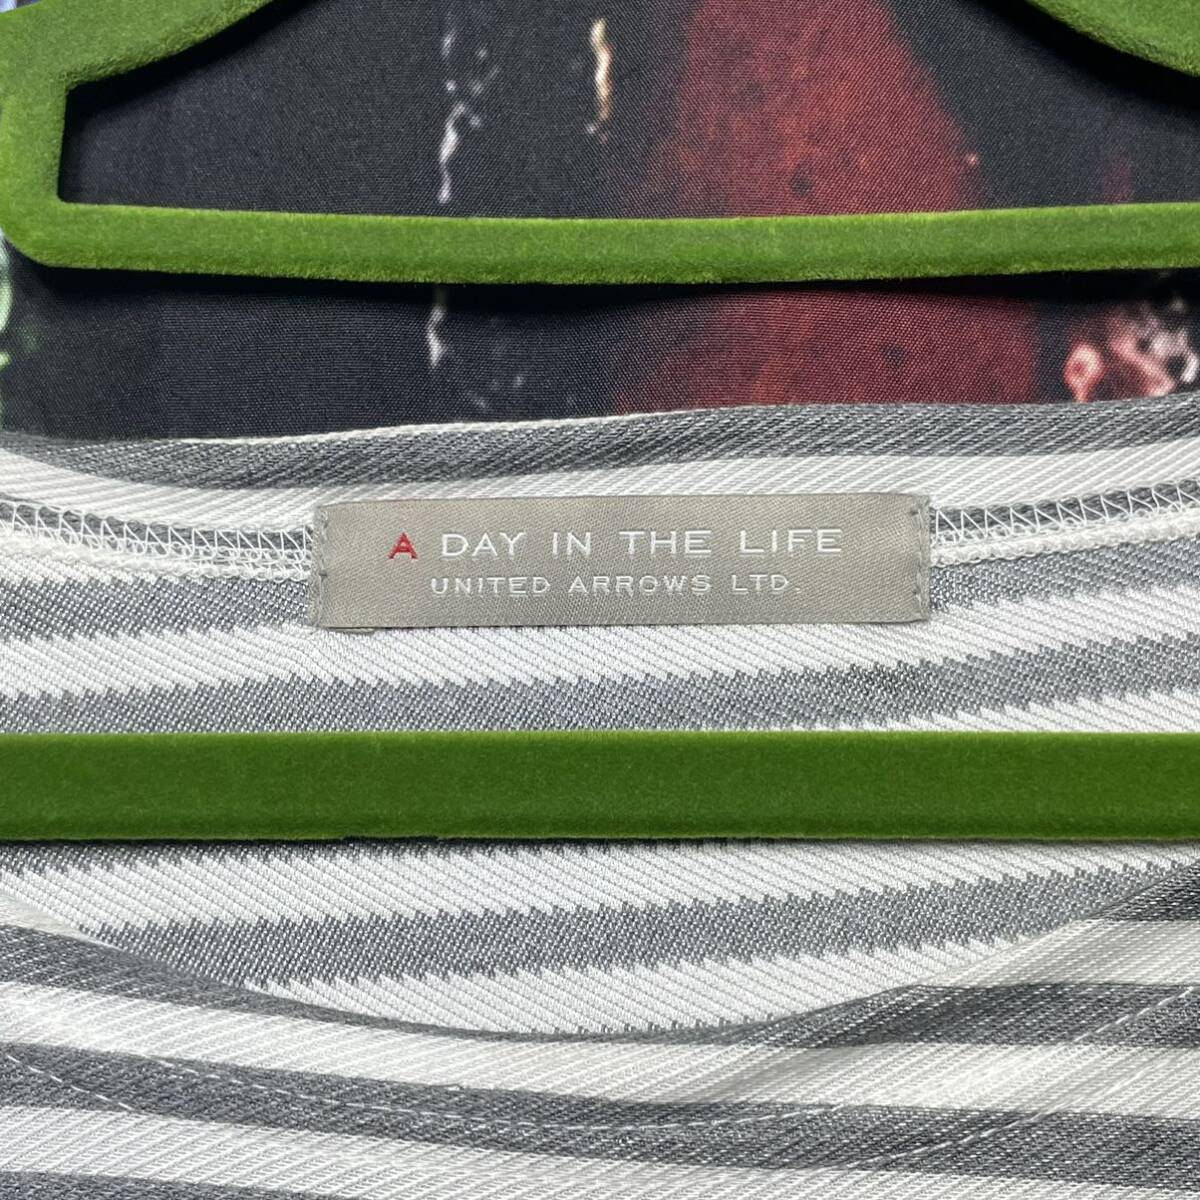 A DAY IN THE LIFE
UNITED ARROWS LTD.